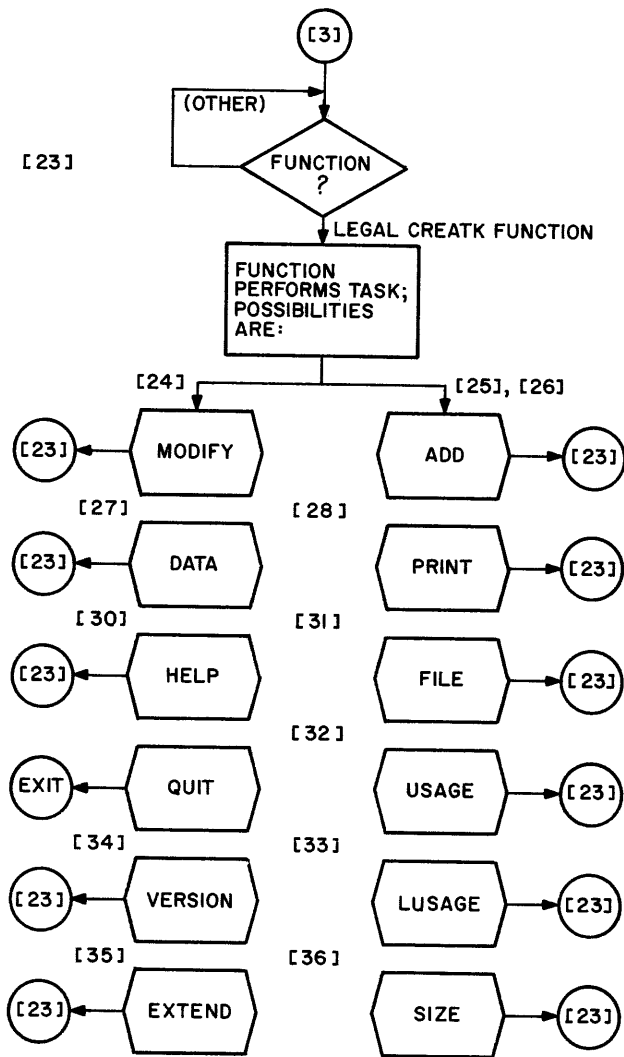 [3]
(OTHER)
[23]
FUNCTION
?
LEGAL CREATK FUNCTION
FUNCTION
PERFORMS TASK;
POSSIBILITIES
ARE:
[24]
[25], [26]
[23]
MODIFY
ADD
[23]
[27]
[28]
[23]
DATA
PRINT
[23]
[30]
[31]
[23]
HELP
FILE
[23]
[32]
EXIT
QUIT
USAGE
[23]
[34]
[33]
[23]
VERSION
LUSAGE
[23]
[35]
[36]
[23]
EXTEND
SIZE
[23]